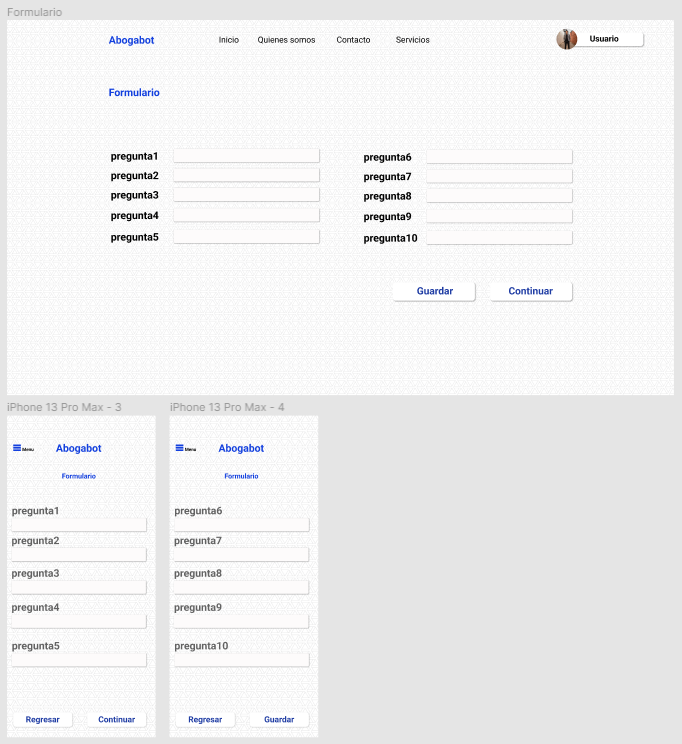 Formulario
Abogabot Inicio Quienes somos Contacto Servicios Usuario
Formulario
pregunta1
pregunta2
pregunta3
pregunta4
pregunta5
pregunta6
pregunta7
pregunta8
pregunta9
pregunta10
Guardar Continuar
iPhone 13 Pro Max - 3
Menu Abogabot
Formulario
pregunta1
pregunta2
pregunta3
pregunta4
pregunta5
Regresar Continuar
iPhone 13 Pro Max - 4
Menu Abogabot
Formulario
pregunta6
pregunta7
pregunta8
pregunta9
pregunta10
Regresar Guardar